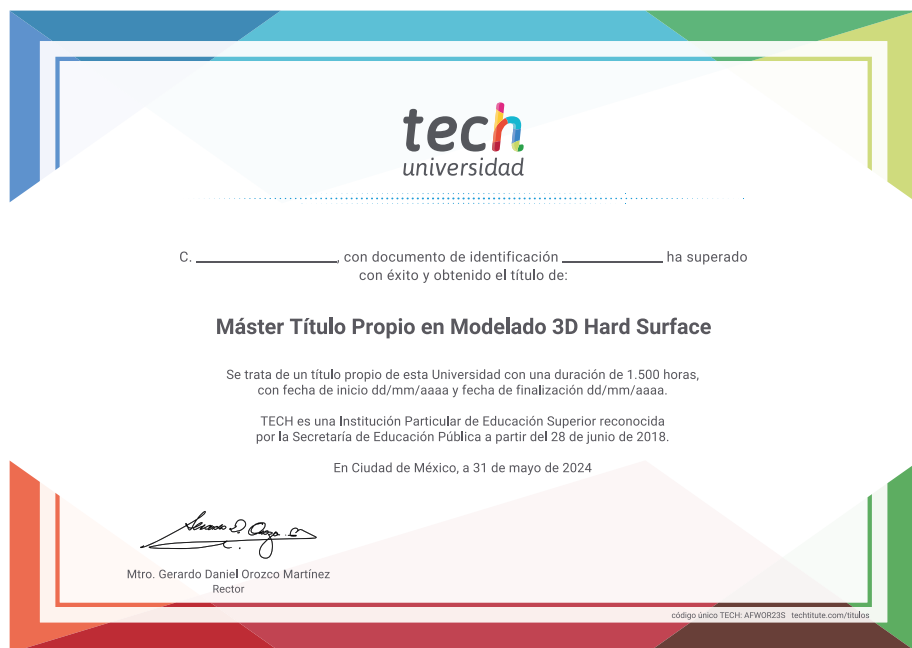 tech
universidad
C. ____________________, con documento de identificación ______________ ha superado
con éxito y obtenido el título de:
Máster Título Propio en Modelado 3D Hard Surface
Se trata de un título propio de esta Universidad con una duración de 1.500 horas,
con fecha de inicio dd/mm/aaaa y fecha de finalización dd/mm/aaaa.
TECH es una Institución Particular de Educación Superior reconocida
por la Secretaría de Educación Pública a partir del 28 de junio de 2018.
En Ciudad de México, a 31 de mayo de 2024
Mtro. Gerardo Daniel Orozco Martínez
Rector
código único TECH: AFWOR23S techtitute.com/titulos